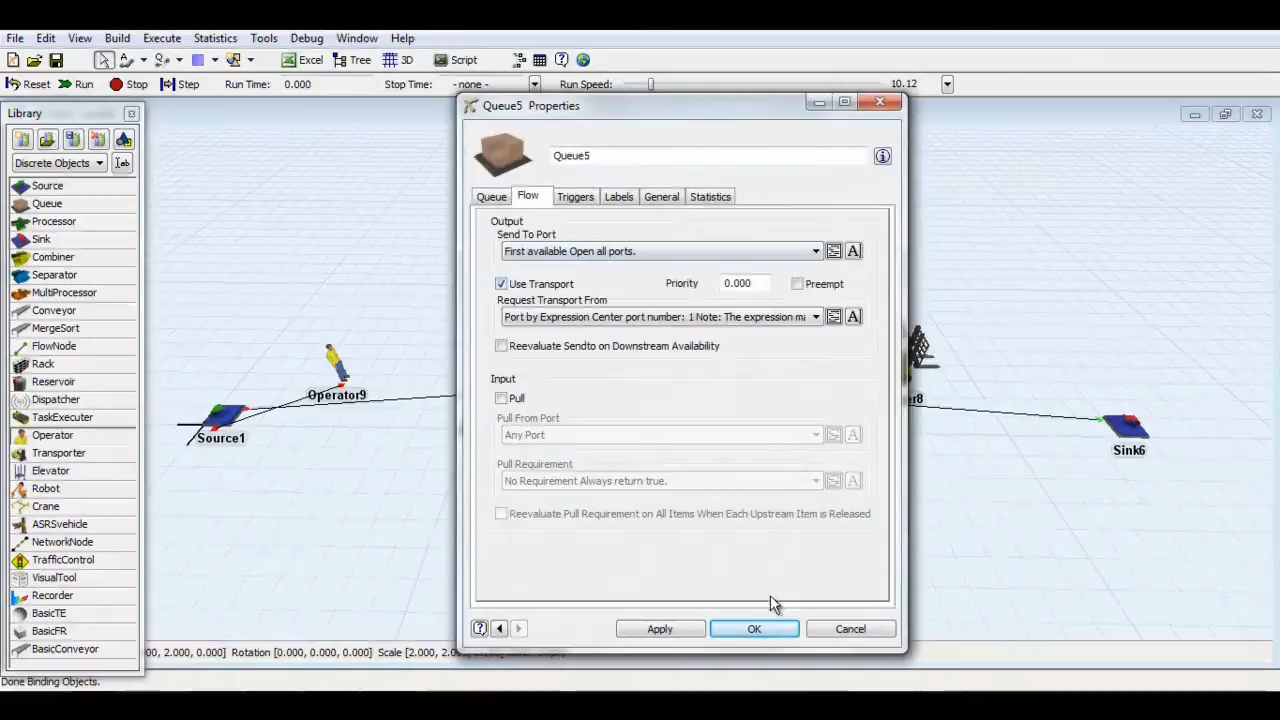 File Edit View Build Execute Statistics Tools Debug Window Help
Excel Tree 3D Script
Reset Run Stop Step Run Time: 0.000 Stop Time: - none - Run Speed: 10.12
Library
Queue5 Properties
Discrete Objects
Queue5
Source
Queue
Processor
Sink
Combiner
Separator
MultiProcessor
Conveyor
MergeSort
FlowNode
Rack
Reservoir
Dispatcher
TaskExecuter
Operator
Transporter
Elevator
Robot
Crane
ASRSvehicle
NetworkNode
TrafficControl
VisualTool
Recorder
BasicTE
BasicFR
BasicConveyor
Queue Flow Triggers Labels General Statistics
Output
Send To Port
First available Open all ports.
Use Transport Priority 0.000 Preempt
Request Transport From
Port by Expression Center port number: 1 Note: The expression ma
Reevaluate Sendto on Downstream Availability
Input
Pull
Pull From Port
Any Port
Pull Requirement
No Requirement Always return true.
Reevaluate Pull Requirement on All Items When Each Upstream Item is Released
Apply OK Cancel
Operator9
Source1
er8
Sink6
.000, 2.000, 0.000] Rotation [0.000, 0.000, 0.000] Scale [2.000, 2.
Done Binding Objects.